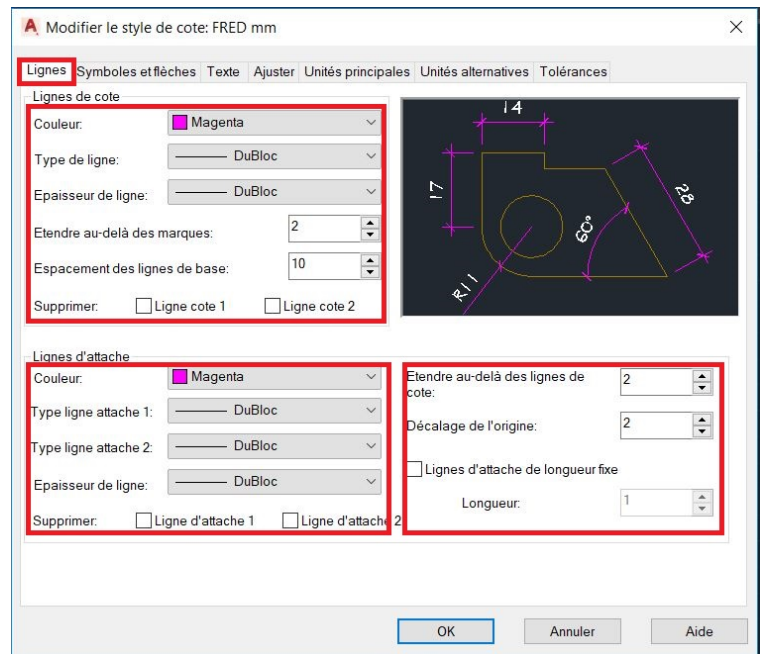 A Modifier le style de cote: FRED mm
Lignes Symboles et flèches Texte Ajuster Unités principales Unités alternatives Tolérances
Lignes de cote
Couleur: Magenta
Type de ligne: DuBloc
Epaisseur de ligne: DuBloc
Etendre au-delà des marques: 2
Espacement des lignes de base: 10
Supprimer: Ligne cote 1 Ligne cote 2
14
17
28
60°
R11
Lignes d'attache
Couleur: Magenta
Type ligne attache 1: DuBloc
Type ligne attache 2: DuBloc
Epaisseur de ligne: DuBloc
Supprimer: Ligne d'attache 1 Ligne d'attache 2
Etendre au-delà des lignes de
cote: 2
Décalage de l'origine: 2
Lignes d'attache de longueur fixe
Longueur: 1
OK Annuler Aide